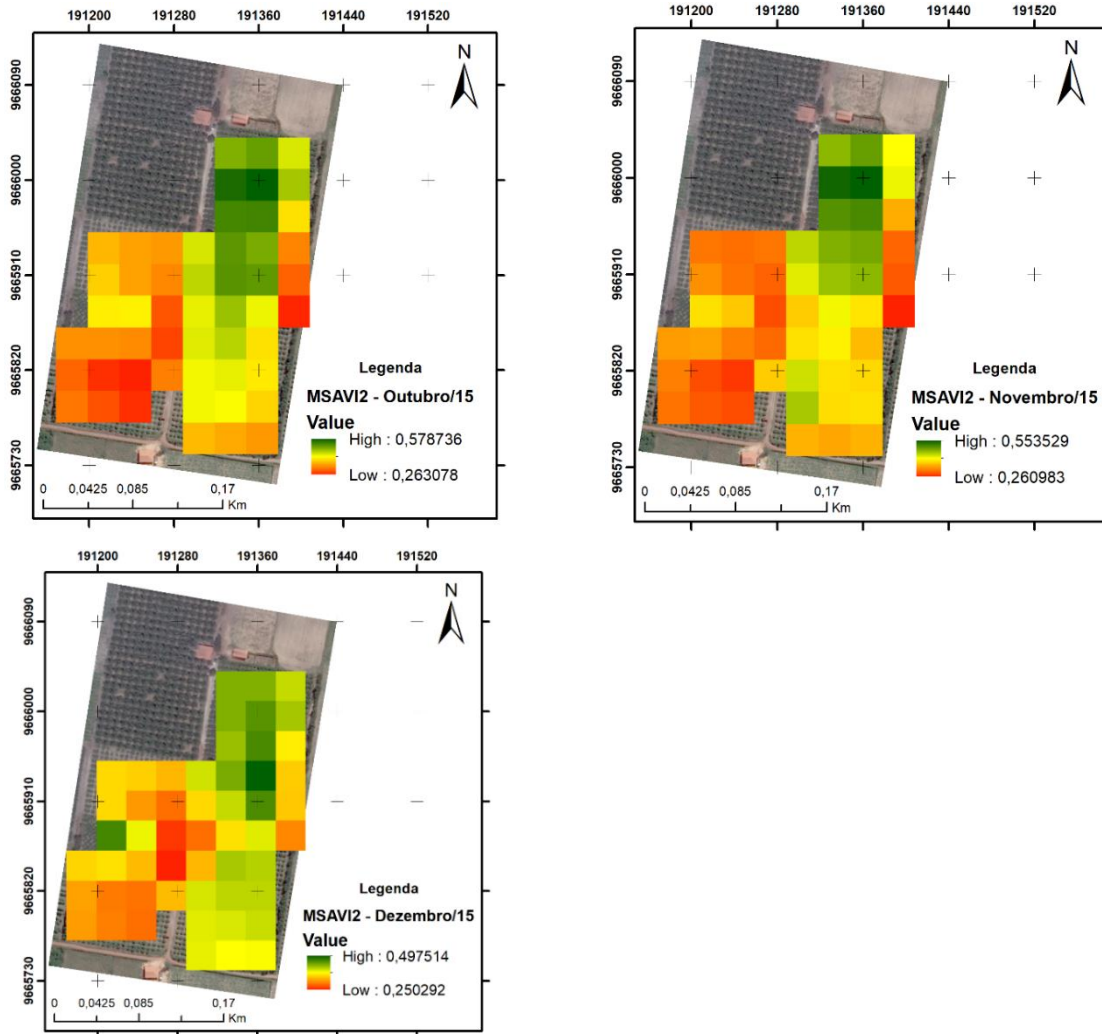 191200 191280 191360 191440 191520
N
9666090
9666000
9665910
9665820
9665730
Legenda
MSAVI2 - Outubro/15
Value
High : 0,578736
Low : 0,263078
0 0,0425 0,085 0,17
Km
191200 191280 191360 191440 191520
N
9666090
9666000
9665910
9665820
9665730
Legenda
MSAVI2 - Novembro/15
Value
High : 0,553529
Low : 0,260983
0 0,0425 0,085 0,17
Km
191200 191280 191360 191440 191520
N
9666090
9666000
9665910
9665820
9665730
Legenda
MSAVI2 - Dezembro/15
Value
High : 0,497514
Low : 0,250292
0 0,0425 0,085 0,17
Km